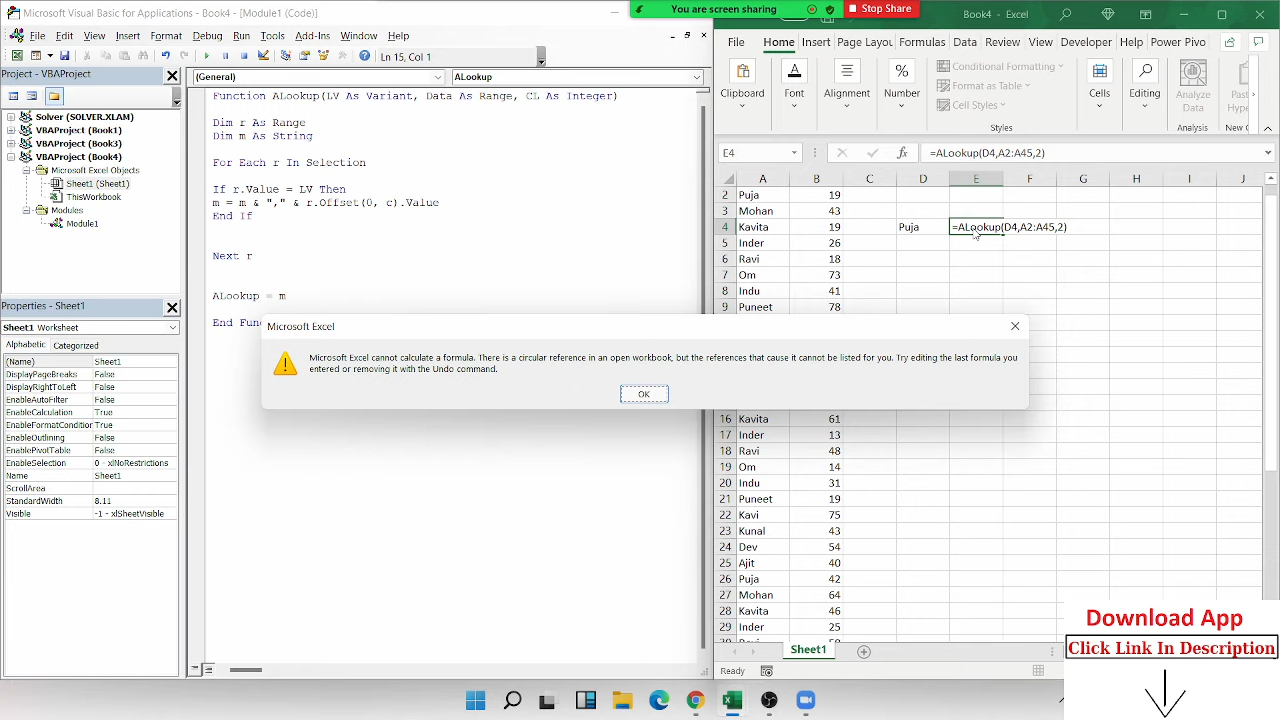 Microsoft Visual Basic for Applications - Book4 - [Module1 (Code)]
You are screen sharing
Stop Share
Book4 - Excel
File Edit View Insert Format Debug Run Tools Add-Ins Window Help
Ln 15, Col 1
File Home Insert Page Layou Formulas Data Review View Developer Help Power Pivo
Clipboard
Font
Alignment
Number
Conditional Formatting
Format as Table
Cell Styles
Styles
Cells
Editing
Analyze
Data
Analysis
Prep
Hype
New C
Project - VBAProject
(General)
ALookup
Solver (SOLVER.XLAM)
VBAProject (Book1)
VBAProject (Book3)
VBAProject (Book4)
Microsoft Excel Objects
Sheet1 (Sheet1)
ThisWorkbook
Modules
Module1
Function ALookup(LV As Variant, Data As Range, CL As Integer)
Dim r As Range
Dim m As String
For Each r In Selection
If r.Value = LV Then
m = m & "," & r.Offset(0, c).Value
End If
Next r
ALookup = m
End Func
E4
fx
=ALookup(D4,A2:A45,2)
A B C D E F G H I J
2 Puja 19
3 Mohan 43
4 Kavita 19 Puja =ALookup(D4,A2:A45,2)
5 Inder 26
6 Ravi 18
7 Om 73
8 Indu 41
9 Puneet 78
Properties - Sheet1
Sheet1 Worksheet
Alphabetic Categorized
(Name) Sheet1
DisplayPageBreaks False
DisplayRightToLeft False
EnableAutoFilter False
EnableCalculation True
EnableFormatCondition True
EnableOutlining False
EnablePivotTable False
EnableSelection 0 - xlNoRestrictions
Name Sheet1
ScrollArea
StandardWidth 8.11
Visible -1 - xlSheetVisible
Microsoft Excel
Microsoft Excel cannot calculate a formula. There is a circular reference in an open workbook, but the references that cause it cannot be listed for you. Try editing the last formula you
entered or removing it with the Undo command.
OK
16 Kavita 61
17 Inder 13
18 Ravi 48
19 Om 14
20 Indu 31
21 Puneet 19
22 Kavi 75
23 Kunal 43
24 Dev 54
25 Ajit 40
26 Puja 42
27 Mohan 64
28 Kavita 46
29 Inder 25
Sheet1
Ready
Download App
Click Link In Description